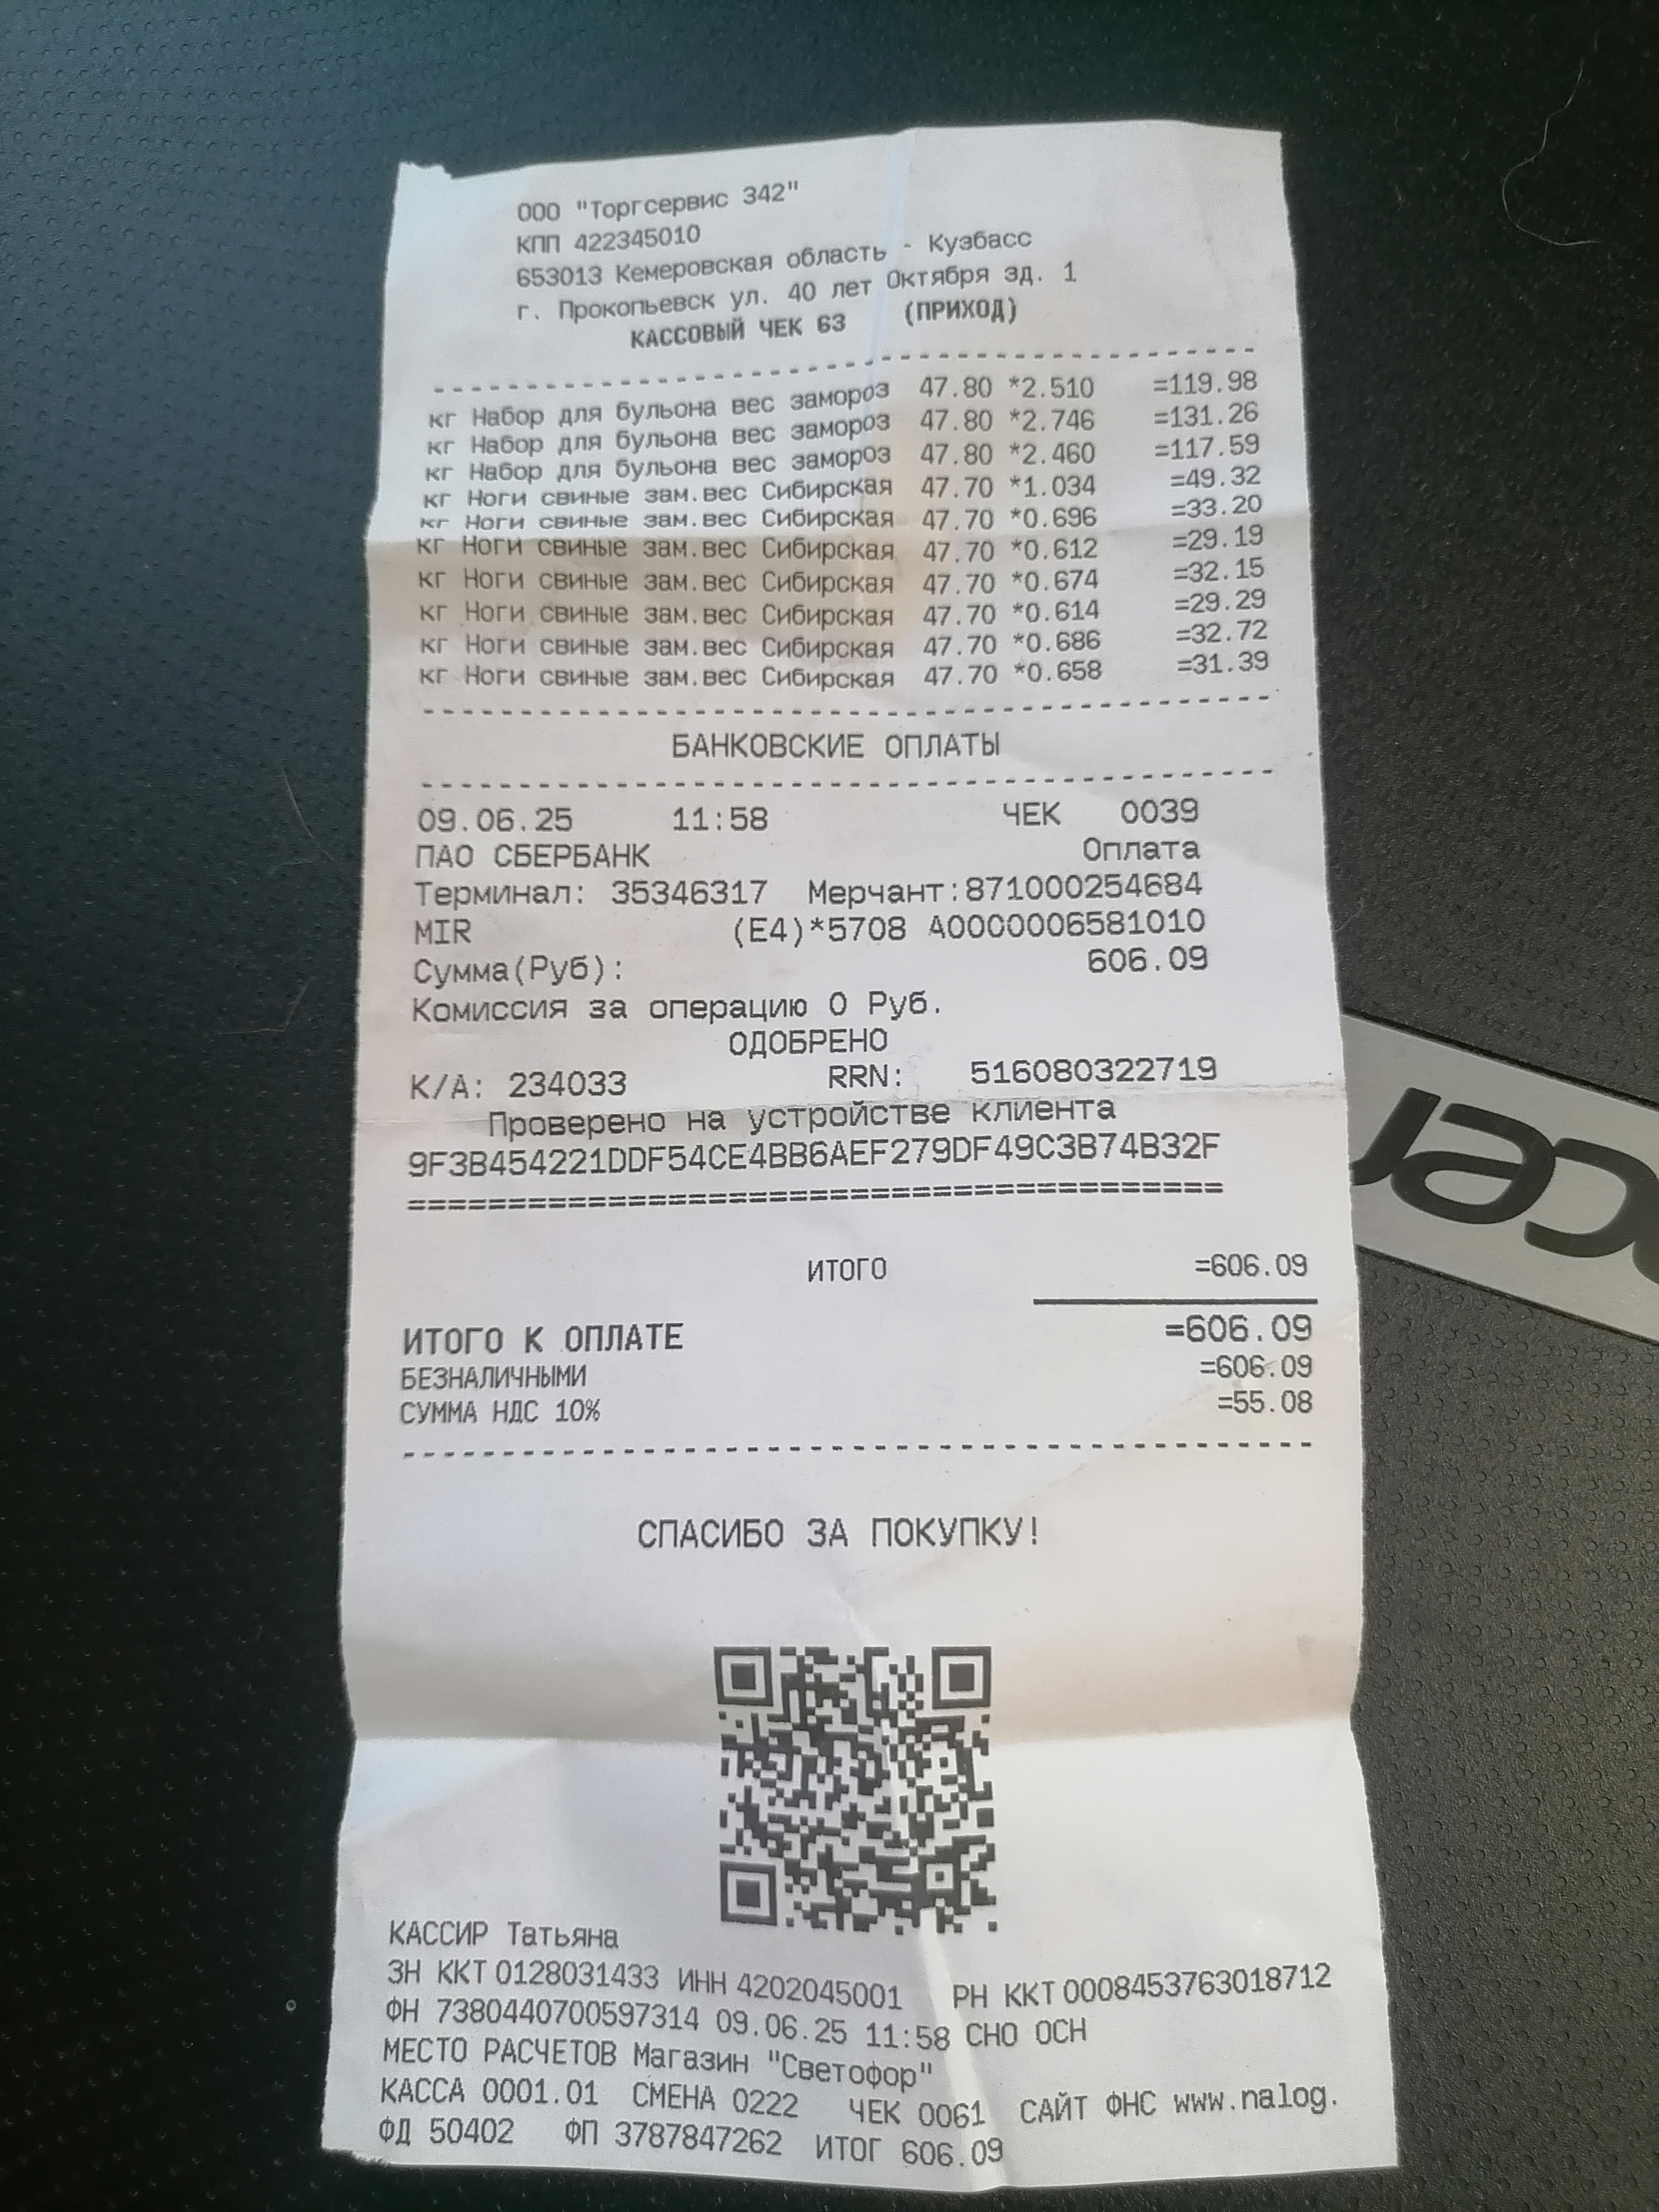 ООО "Торгсервис 342"
КПП 422345010
653013 Кемеровская область - Кузбасс
г. Прокопьевск ул. 40 лет Октября зд. 1
КАССОВЫЙ ЧЕК 63 (ПРИХОД)
кг Набор для бульона вес замороз 47.80 *2.510 =119.98
кг Набор для бульона вес замороз 47.80 *2.746 =131.26
кг Набор для бульона вес замороз 47.80 *2.460 =117.59
кг Ноги свиные зам.вес Сибирская 47.70 *1.034 =49.32
кг Ноги свиные зам.вес Сибирская 47.70 *0.696 =33.20
кг Ноги свиные зам.вес Сибирская 47.70 *0.612 =29.19
кг Ноги свиные зам.вес Сибирская 47.70 *0.674 =32.15
кг Ноги свиные зам.вес Сибирская 47.70 *0.614 =29.29
кг Ноги свиные зам.вес Сибирская 47.70 *0.686 =32.72
кг Ноги свиные зам.вес Сибирская 47.70 *0.658 =31.39
БАНКОВСКИЕ ОПЛАТЫ
09.06.25 11:58 ЧЕК 0039
ПАО СБЕРБАНК Оплата
Терминал: 35346317 Мерчант:871000254684
MIR (E4)*5708 A0000006581010
Сумма(Руб): 606.09
Комиссия за операцию 0 Руб.
ОДОБРЕНО
К/А: 234033 RRN: 516080322719
Проверено на устройстве клиента
9F3B454221DDF54CE4BB6AEF279DF49C3B74B32F
========================================
ИТОГО =606.09
ИТОГО К ОПЛАТЕ =606.09
БЕЗНАЛИЧНЫМИ =606.09
СУММА НДС 10% =55.08
СПАСИБО ЗА ПОКУПКУ!
КАССИР Татьяна
ЗН ККТ 0128031433 ИНН 4202045001 РН ККТ 0008453763018712
ФН 7380440700597314 09.06.25 11:58 СНО ОСН
МЕСТО РАСЧЕТОВ Магазин "Светофор"
КАССА 0001.01 СМЕНА 0222 ЧЕК 0061 САЙТ ФНС www.nalog.
ФД 50402 ФП 3787847262 ИТОГ 606.09
cer